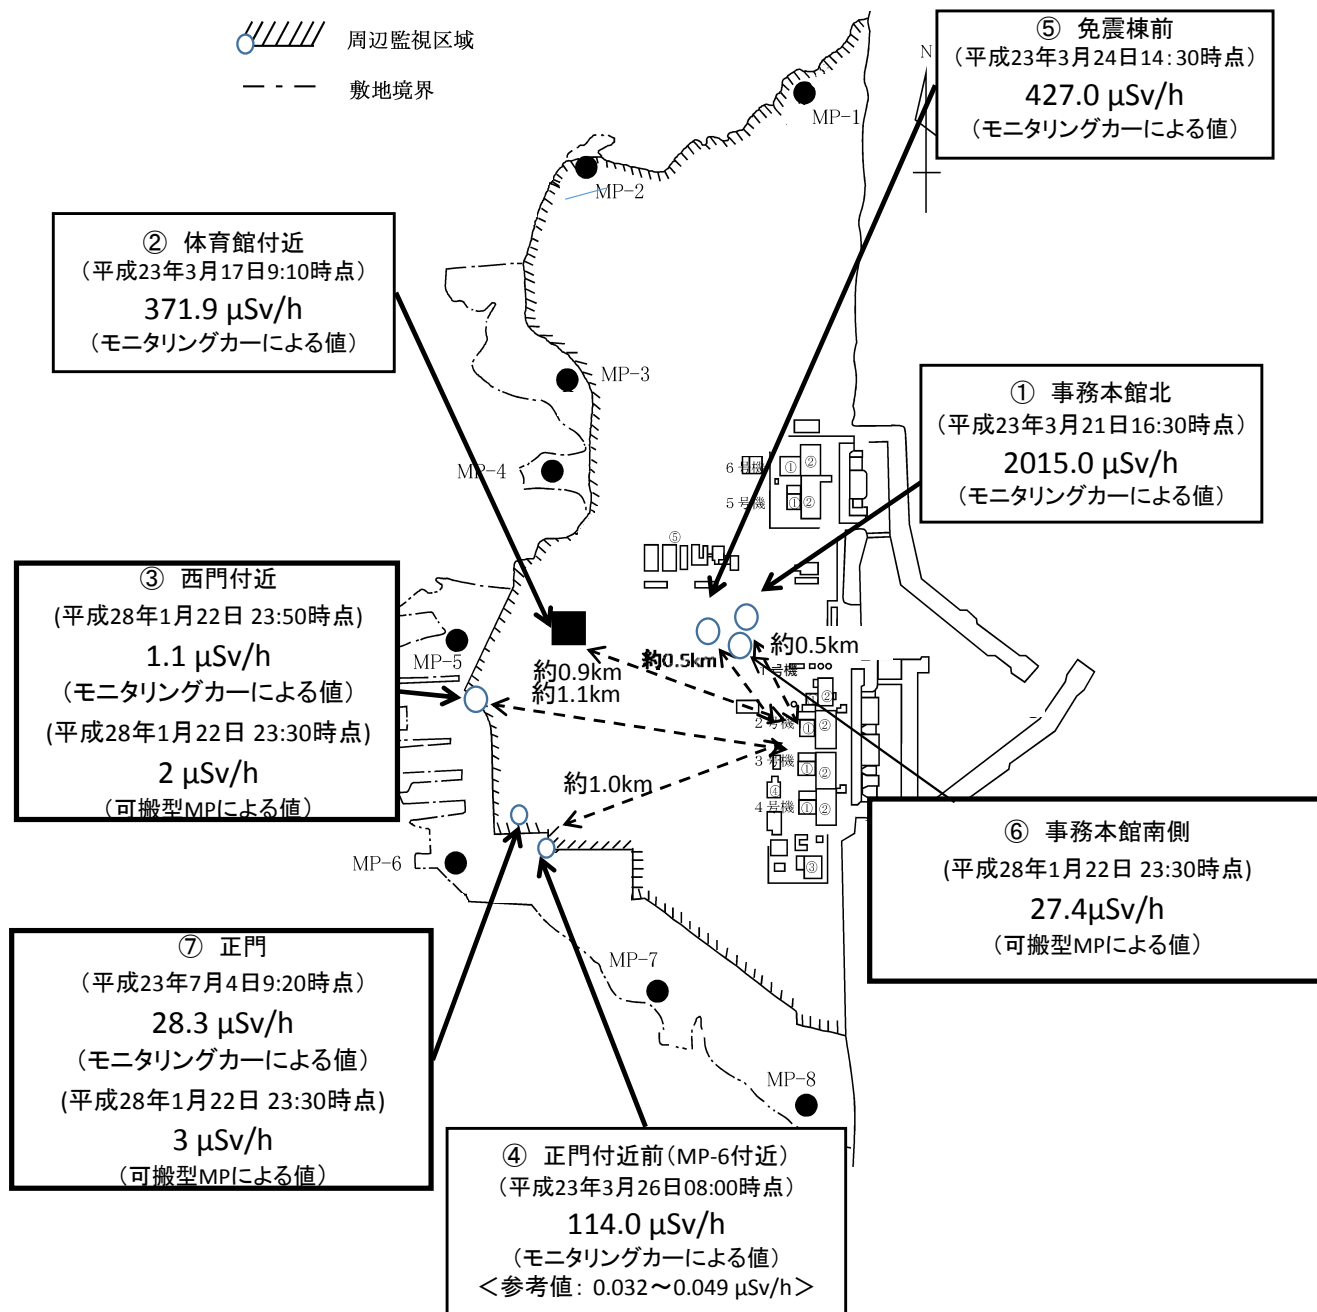 周辺監視区域
敷地境界
⑤ 免震棟前
(平成23年3月24日14:30時点)
427.0 μSv/h
(モニタリングカーによる値)
N
MP-1
MP-2
② 体育館付近
(平成23年3月17日9:10時点)
371.9 μSv/h
(モニタリングカーによる値)
MP-3
① 事務本館北
(平成23年3月21日16:30時点)
2015.0 μSv/h
(モニタリングカーによる値)
MP-4
6号機
①
②
5号機
①
②
⑤
③ 西門付近
(平成28年1月22日 23:50時点)
1.1 μSv/h
(モニタリングカーによる値)
(平成28年1月22日 23:30時点)
2 μSv/h
(可搬型MPによる値)
MP-5
約0.9km
約1.1km
約0.5km
約0.5km
1号機
②
2号機
①
②
3号機
①
②
④
4号機
①
②
③
約1.0km
MP-6
⑥ 事務本館南側
(平成28年1月22日 23:30時点)
27.4μSv/h
(可搬型MPによる値)
⑦ 正門
(平成23年7月4日9:20時点)
28.3 μSv/h
(モニタリングカーによる値)
(平成28年1月22日 23:30時点)
3 μSv/h
(可搬型MPによる値)
MP-7
MP-8
④ 正門付近前(MP-6付近)
(平成23年3月26日08:00時点)
114.0 μSv/h
(モニタリングカーによる値)
<参考値: 0.032～0.049 μSv/h>